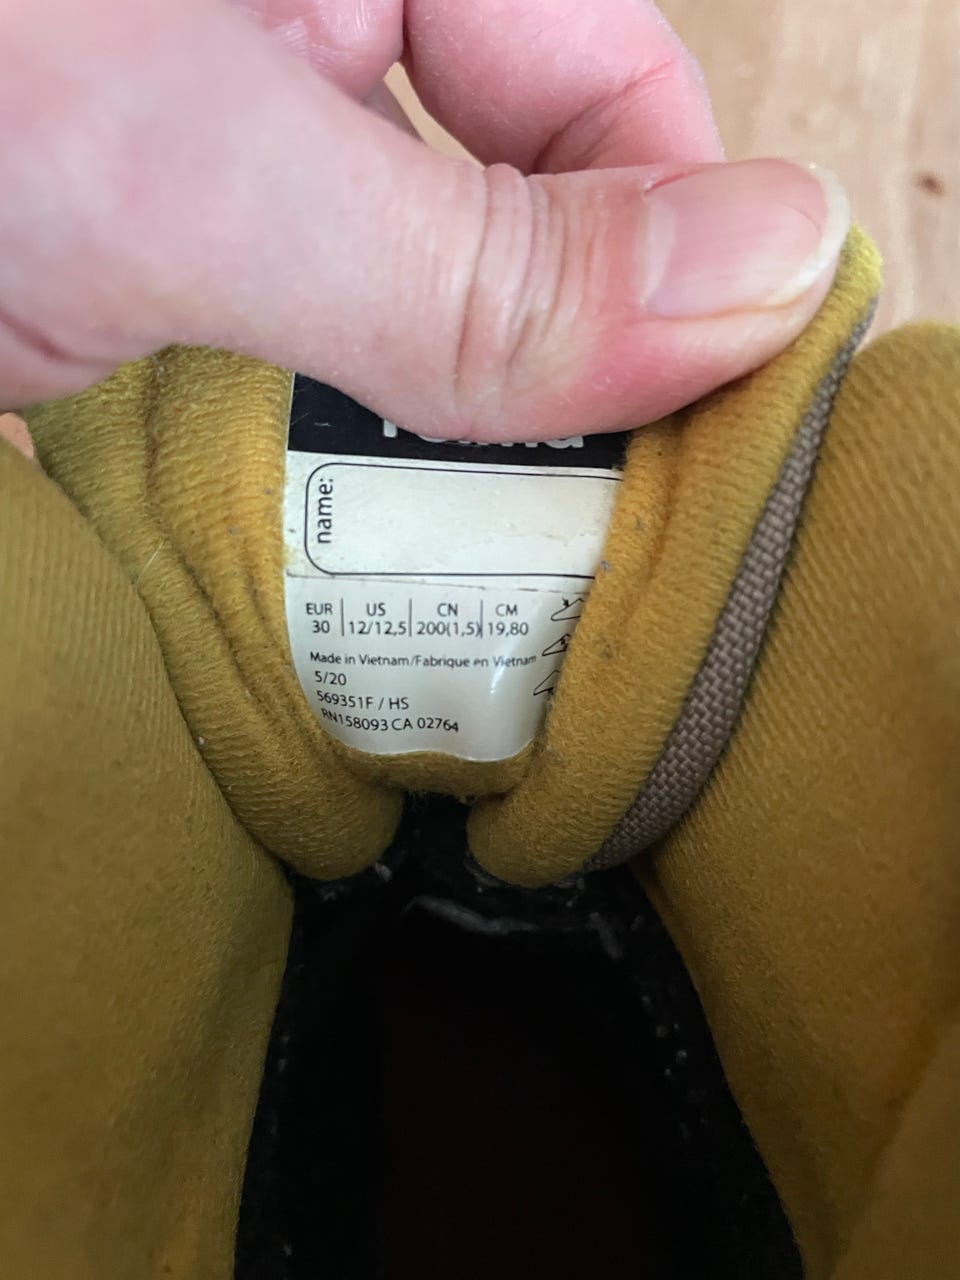 name:
EUR US CN CM
30 12/12,5 200(1,5) 19,80
Made in Vietnam/Fabrique en Vietnam
5/20
569351F / HS
RN158093 CA 02764